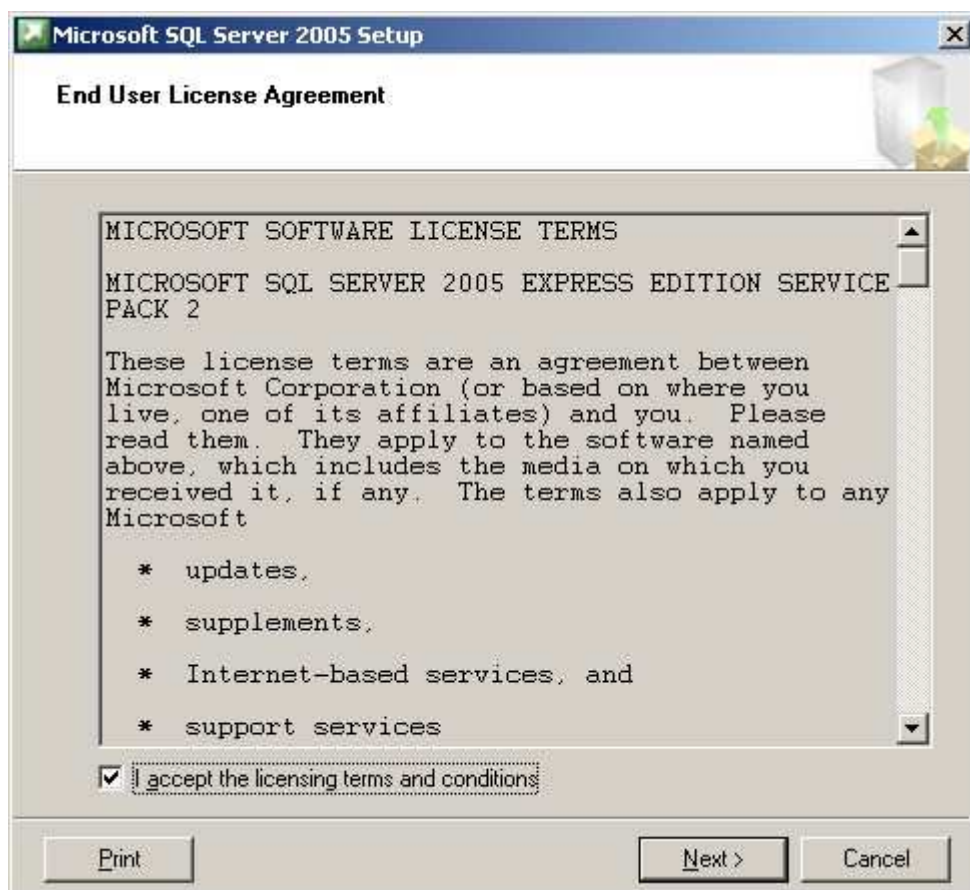 Microsoft SQL Server 2005 Setup
End User License Agreement
MICROSOFT SOFTWARE LICENSE TERMS
MICROSOFT SQL SERVER 2005 EXPRESS EDITION SERVICE
PACK 2
These license terms are an agreement between
Microsoft Corporation (or based on where you
live, one of its affiliates) and you.  Please
read them.  They apply to the software named
above, which includes the media on which you
received it, if any.  The terms also apply to any
Microsoft
* updates,
* supplements,
* Internet-based services, and
* support services
I accept the licensing terms and conditions
Print
Next >
Cancel